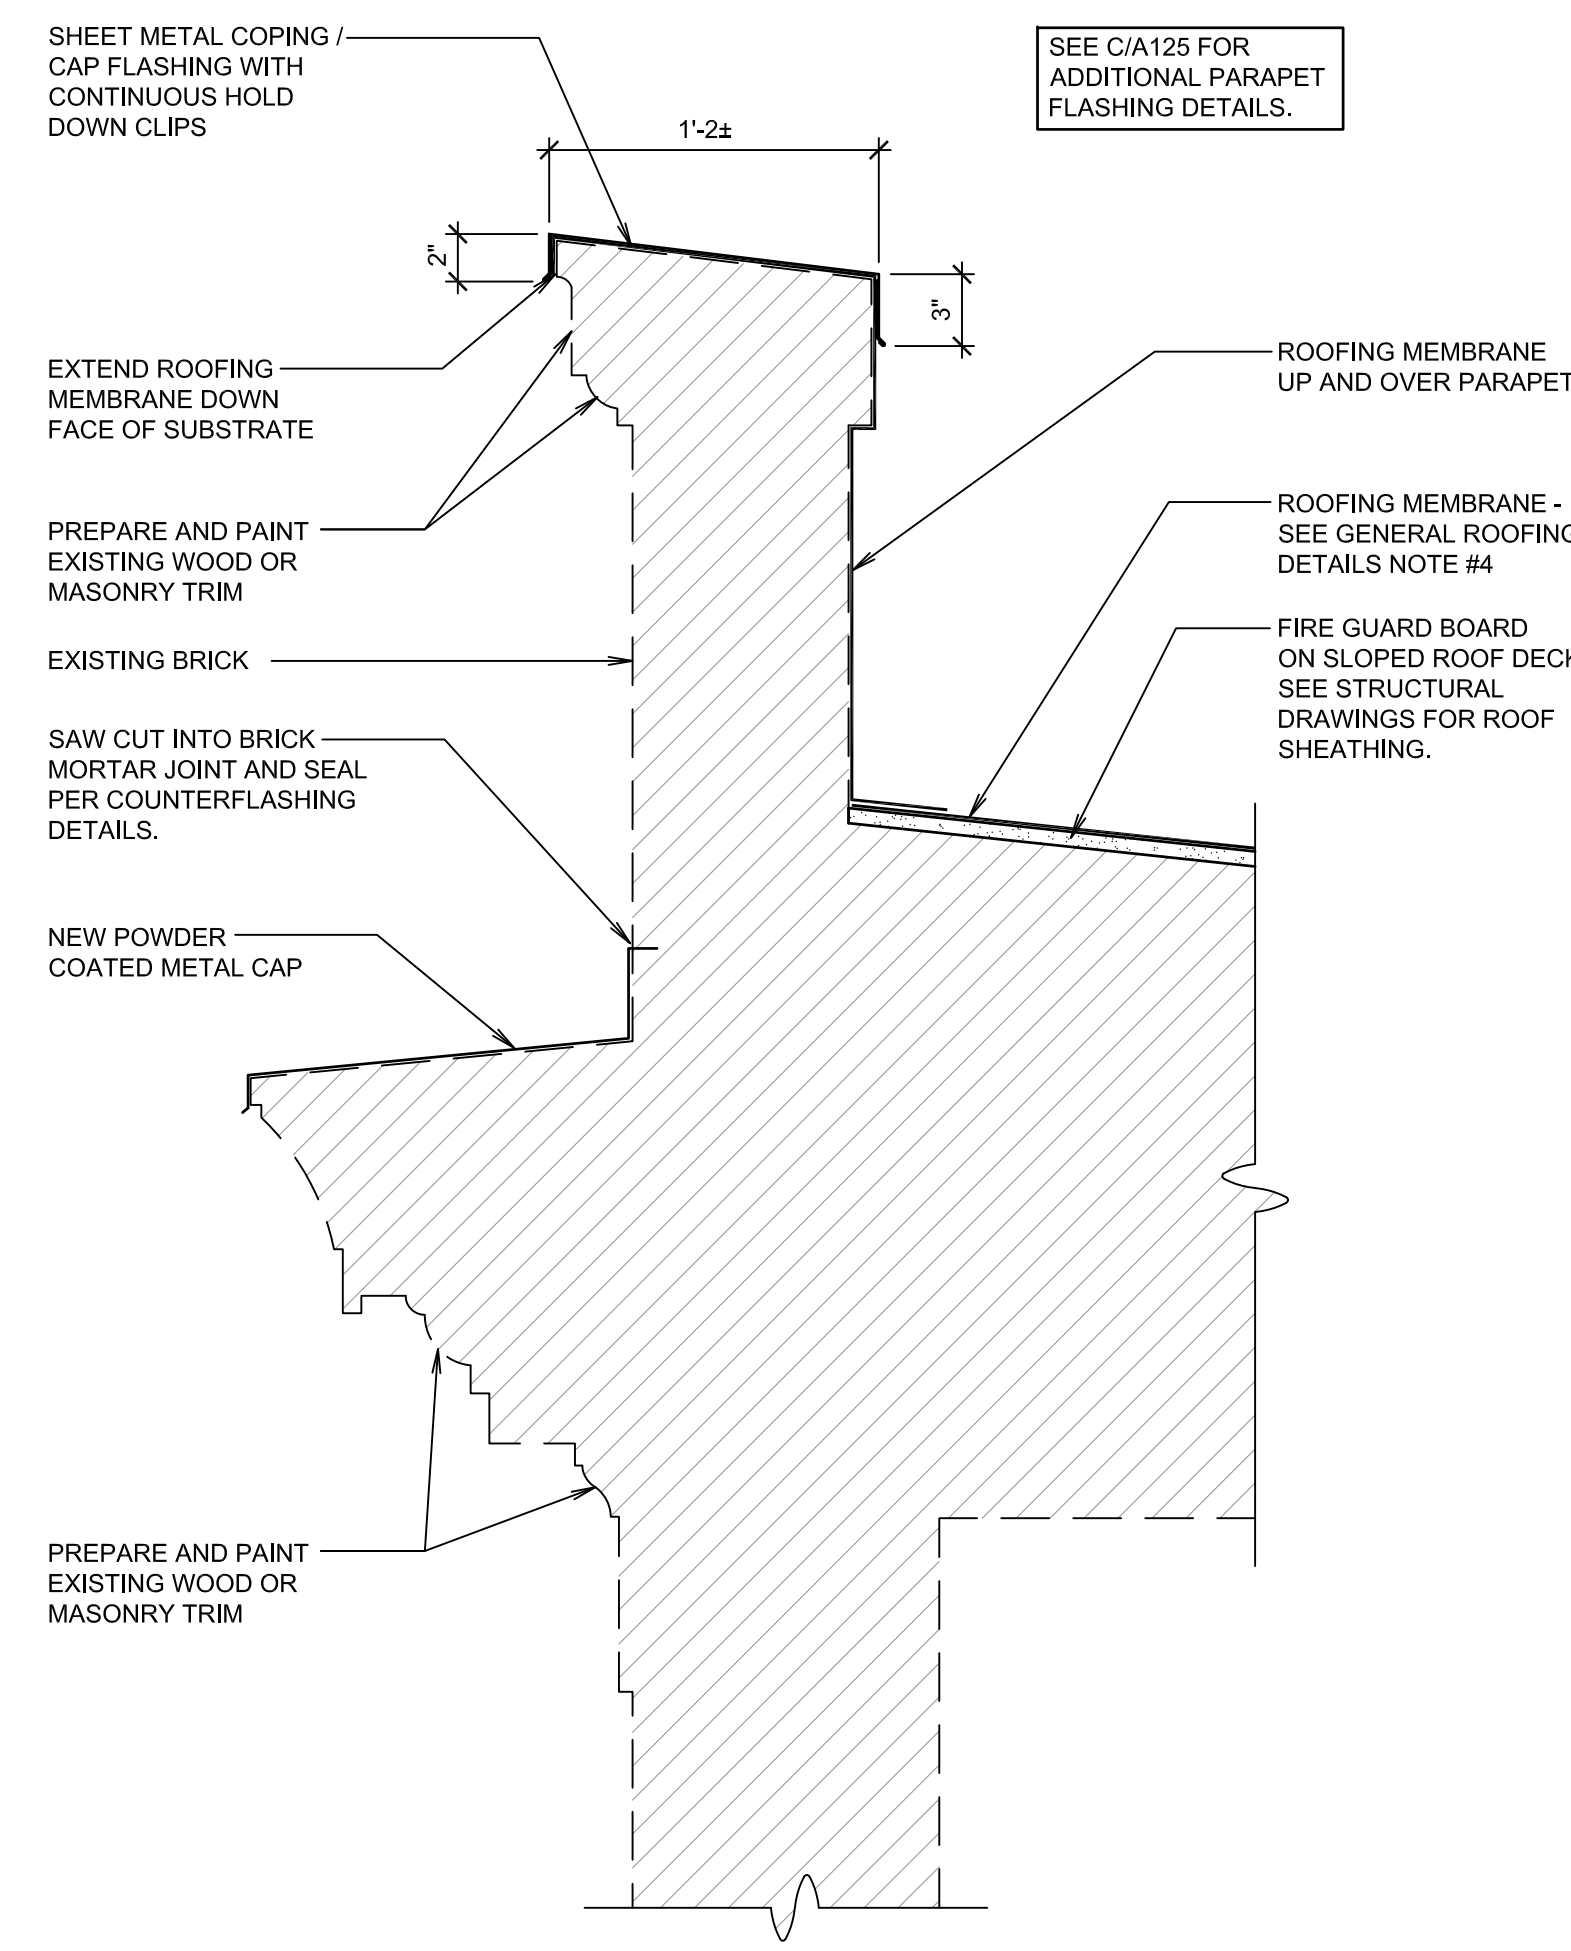 SHEET METAL COPING /
CAP FLASHING WITH
CONTINUOUS HOLD
DOWN CLIPS
SEE C/A125 FOR
ADDITIONAL PARAPET
FLASHING DETAILS.
1'-2±
2"
3"
EXTEND ROOFING
MEMBRANE DOWN
FACE OF SUBSTRATE
ROOFING MEMBRANE
UP AND OVER PARAPET
PREPARE AND PAINT
EXISTING WOOD OR
MASONRY TRIM
ROOFING MEMBRANE -
SEE GENERAL ROOFING
DETAILS NOTE #4
EXISTING BRICK
FIRE GUARD BOARD
ON SLOPED ROOF DECK
SEE STRUCTURAL
DRAWINGS FOR ROOF
SHEATHING.
SAW CUT INTO BRICK
MORTAR JOINT AND SEAL
PER COUNTERFLASHING
DETAILS.
NEW POWDER
COATED METAL CAP
PREPARE AND PAINT
EXISTING WOOD OR
MASONRY TRIM